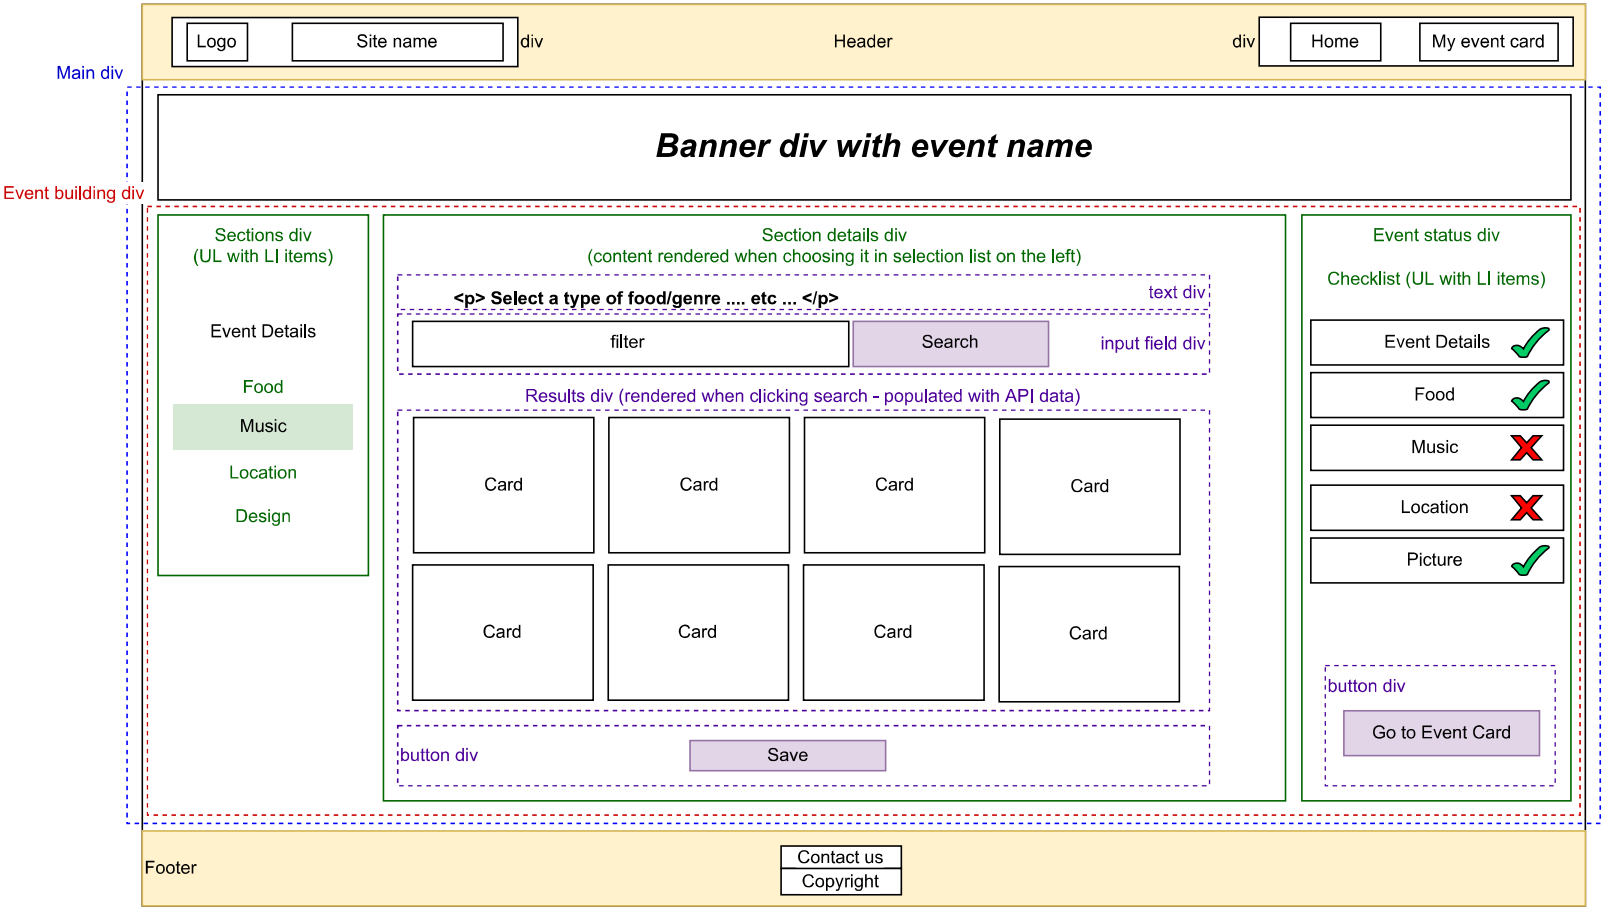 Logo
Site name
div
Header
div
Home
My event card
Main div
Banner div with event name
Event building div
Sections div
(UL with LI items)
Event Details
Food
Music
Location
Design
Section details div
(content rendered when choosing it in selection list on the left)
<p> Select a type of food/genre .... etc ... </p>
text div
filter
Search
input field div
Results div (rendered when clicking search - populated with API data)
Card
Card
Card
Card
Card
Card
Card
Card
button div
Save
Event status div
Checklist (UL with LI items)
Event Details
Food
Music
Location
Picture
button div
Go to Event Card
Footer
Contact us
Copyright